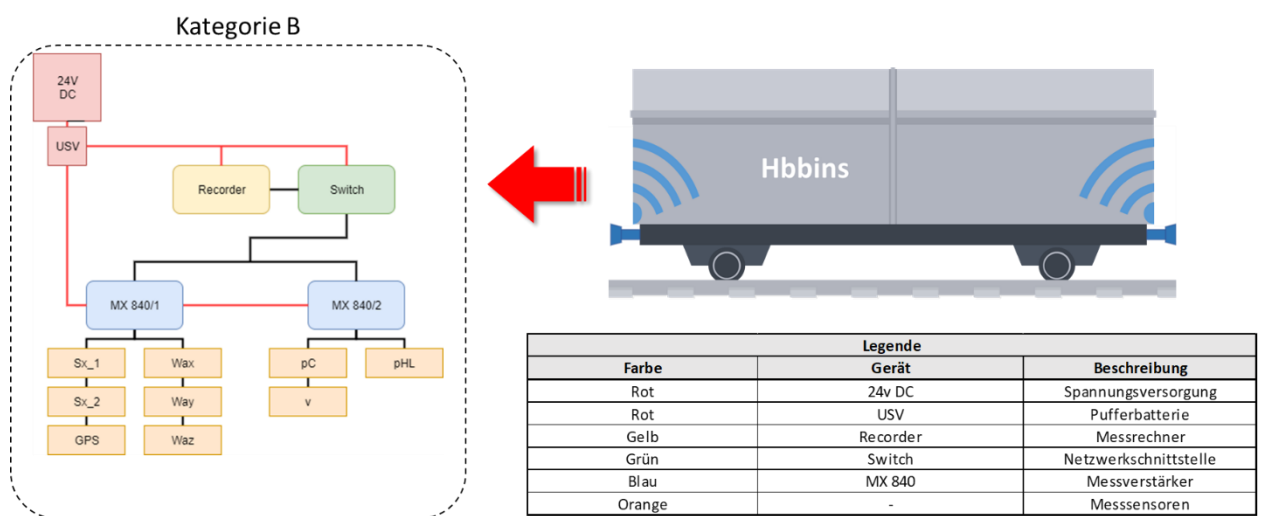 Kategorie B
24V
DC
USV
Recorder
Switch
MX 840/1
MX 840/2
Sx_1
Wax
pC
pHL
Sx_2
Way
v
GPS
Waz
Hbbins
Legende
Farbe Gerät Beschreibung
Rot 24v DC Spannungsversorgung
Rot USV Pufferbatterie
Gelb Recorder Messrechner
Grün Switch Netzwerkschnittstelle
Blau MX 840 Messverstärker
Orange - Messsensoren